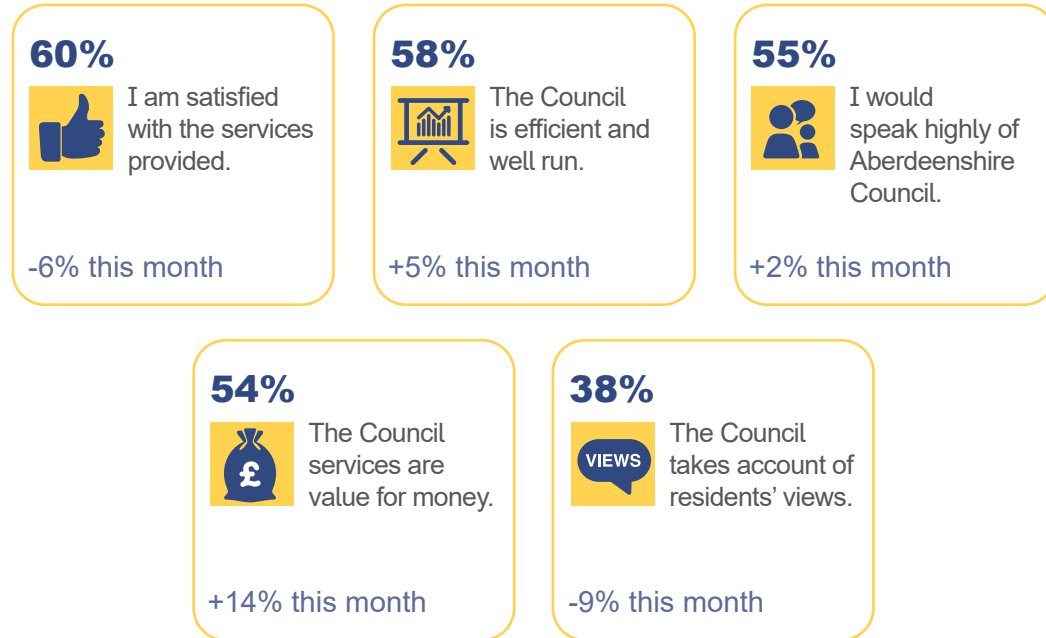 60%
I am satisfied
with the services
provided.
-6% this month
58%
The Council
is efficient and
well run.
+5% this month
55%
I would
speak highly of
Aberdeenshire
Council.
+2% this month
54%
£
The Council
services are
value for money.
+14% this month
38%
VIEWS
The Council
takes account of
residents’ views.
-9% this month